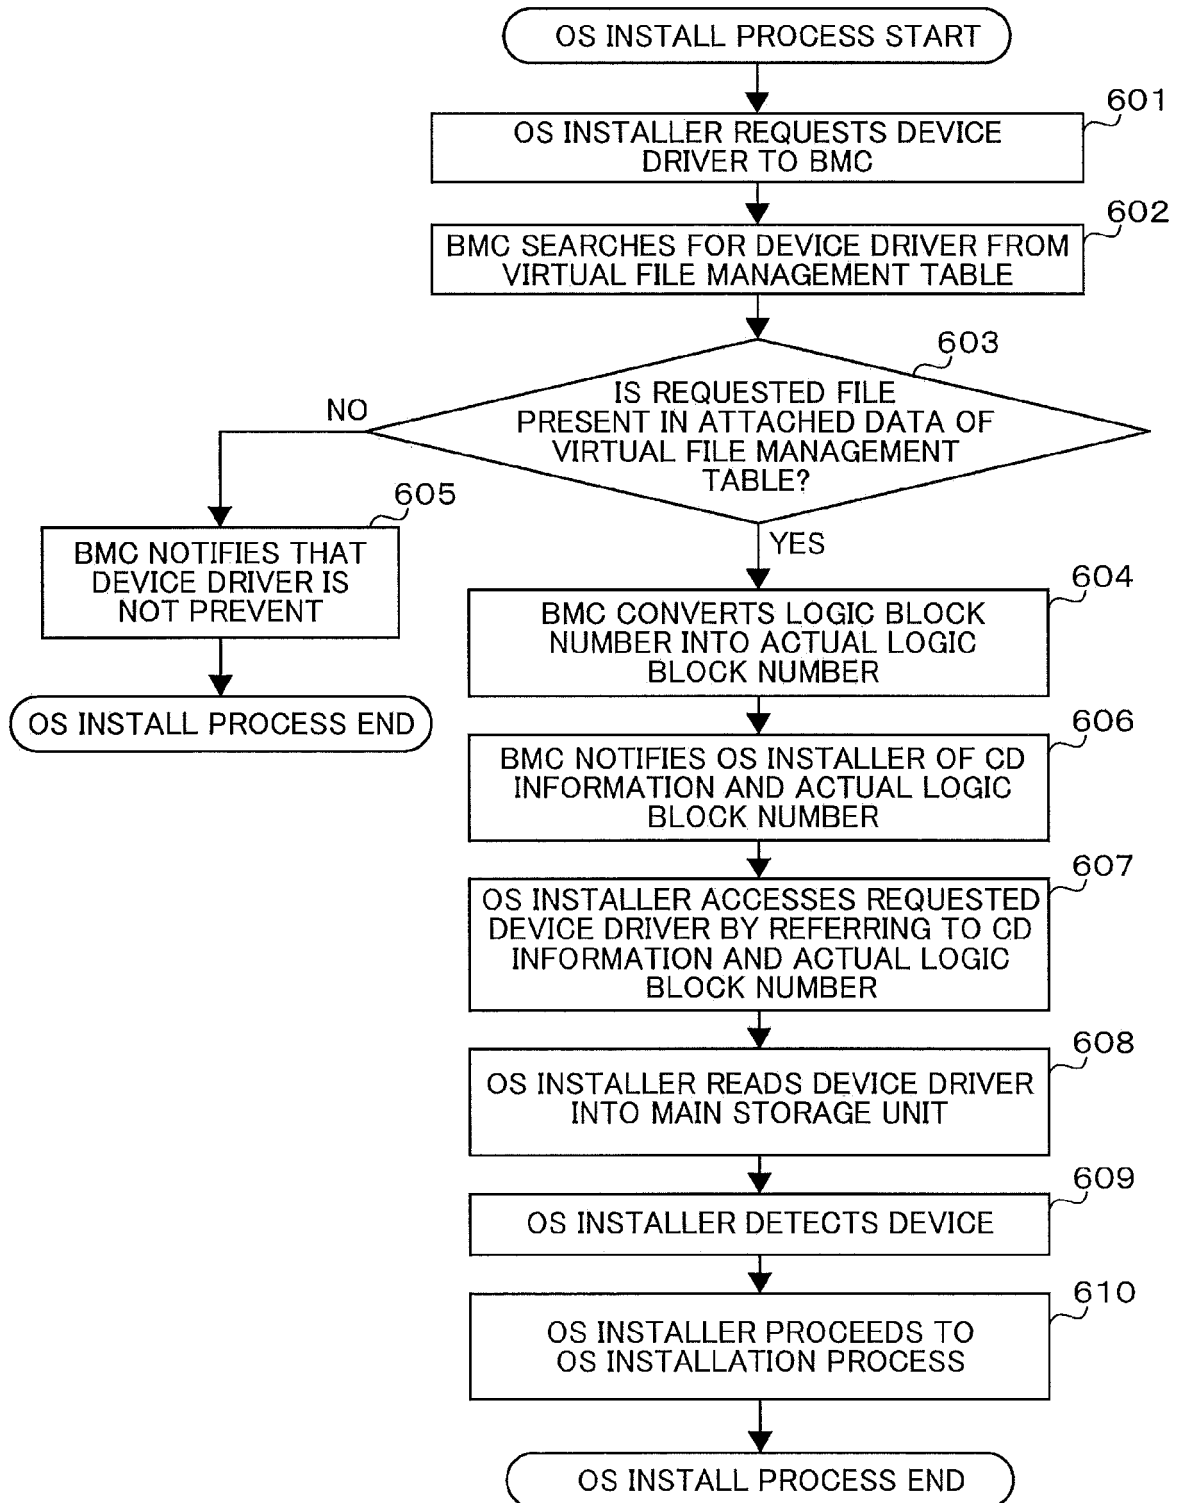 OS INSTALL PROCESS START
601
OS INSTALLER REQUESTS DEVICE
DRIVER TO BMC
602
BMC SEARCHES FOR DEVICE DRIVER FROM
VIRTUAL FILE MANAGEMENT TABLE
603
IS REQUESTED FILE
PRESENT IN ATTACHED DATA OF
VIRTUAL FILE MANAGEMENT
TABLE?
NO
605
BMC NOTIFIES THAT
DEVICE DRIVER IS
NOT PREVENT
OS INSTALL PROCESS END
YES
604
BMC CONVERTS LOGIC BLOCK
NUMBER INTO ACTUAL LOGIC
BLOCK NUMBER
606
BMC NOTIFIES OS INSTALLER OF CD
INFORMATION AND ACTUAL LOGIC
BLOCK NUMBER
607
OS INSTALLER ACCESSES REQUESTED
DEVICE DRIVER BY REFERRING TO CD
INFORMATION AND ACTUAL LOGIC
BLOCK NUMBER
608
OS INSTALLER READS DEVICE DRIVER
INTO MAIN STORAGE UNIT
609
OS INSTALLER DETECTS DEVICE
610
OS INSTALLER PROCEEDS TO
OS INSTALLATION PROCESS
OS INSTALL PROCESS END